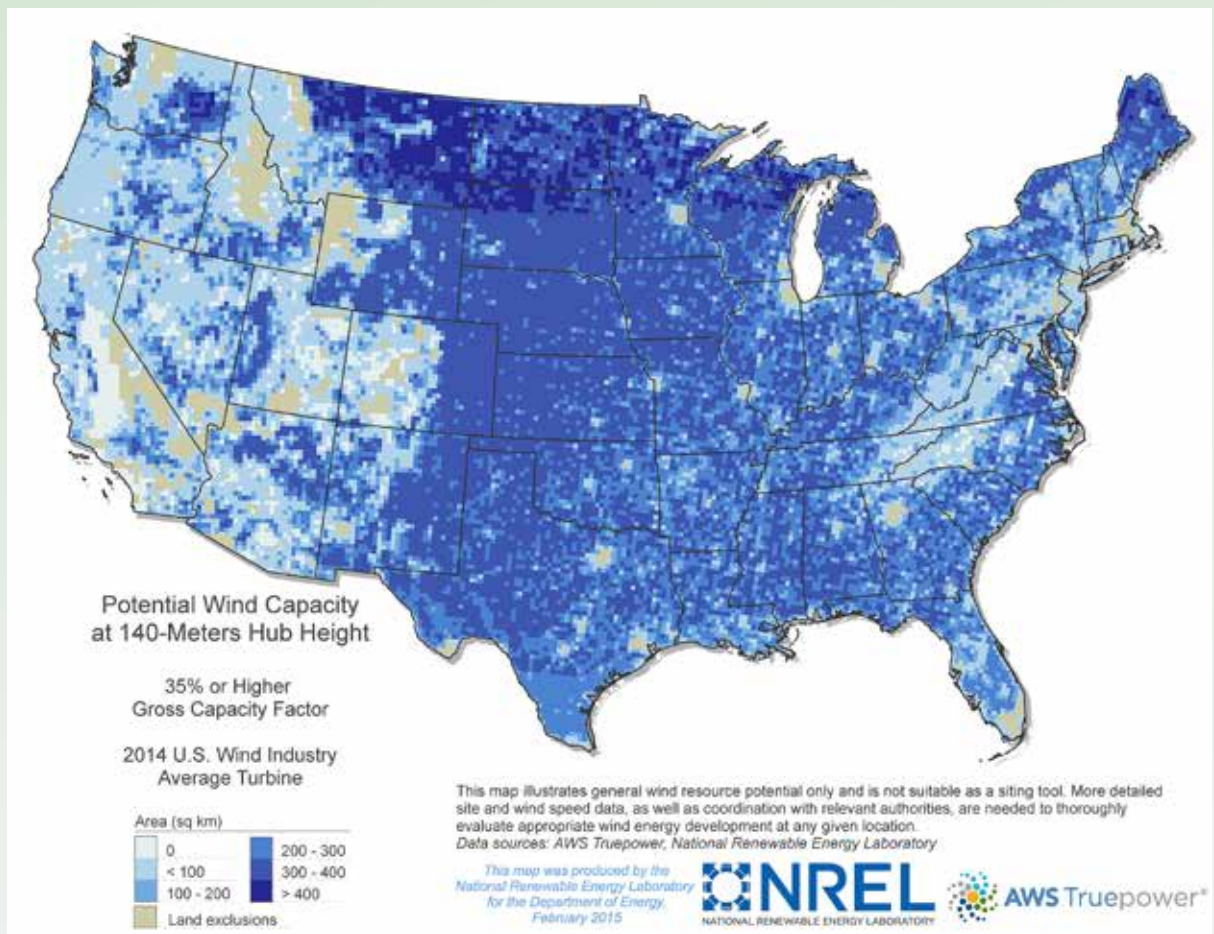 Potential Wind Capacity
at 140-Meters Hub Height
35% or Higher
Gross Capacity Factor
2014 U.S. Wind Industry
Average Turbine
Area (sq km)
0
< 100
100 - 200
200 - 300
300 - 400
> 400
Land exclusions
This map illustrates general wind resource potential only and is not suitable as a siting tool. More detailed
site and wind speed data, as well as coordination with relevant authorities, are needed to thoroughly
evaluate appropriate wind energy development at any given location.
Data sources: AWS Truepower, National Renewable Energy Laboratory
This map was produced by the
National Renewable Energy Laboratory
for the Department of Energy,
February 2015
NREL
NATIONAL RENEWABLE ENERGY LABORATORY
AWS Truepower®